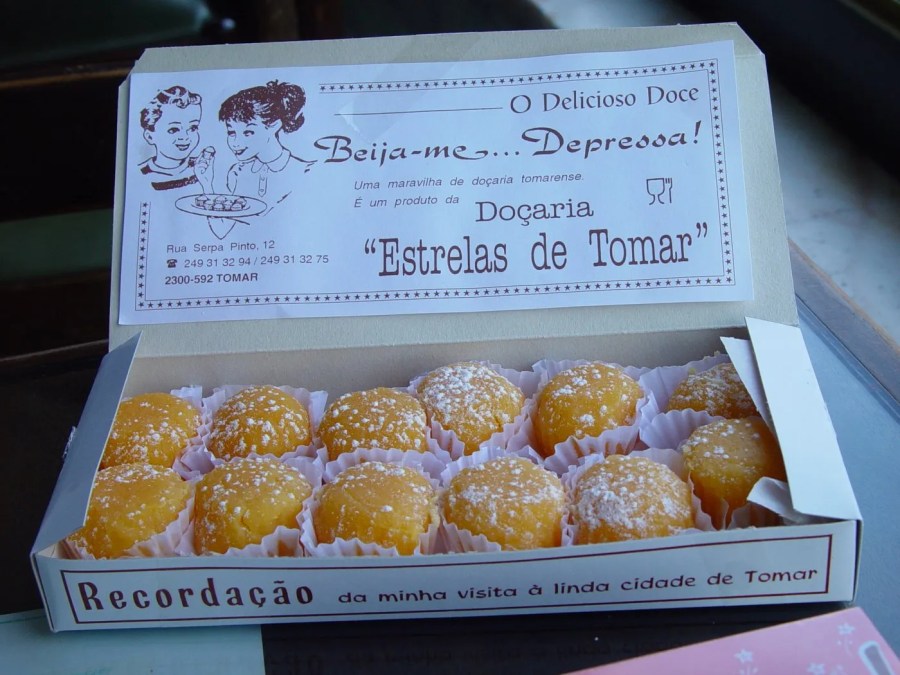 O Delicioso Doce
Beija-me... Depressa!
Uma maravilha de doçaria tomarense.
É um produto da
Doçaria
"Estrelas de Tomar"
Rua Serpa Pinto, 12
☎ 249 31 32 94 / 249 31 32 75
2300-592 TOMAR
Recordação da minha visita à linda cidade de Tomar